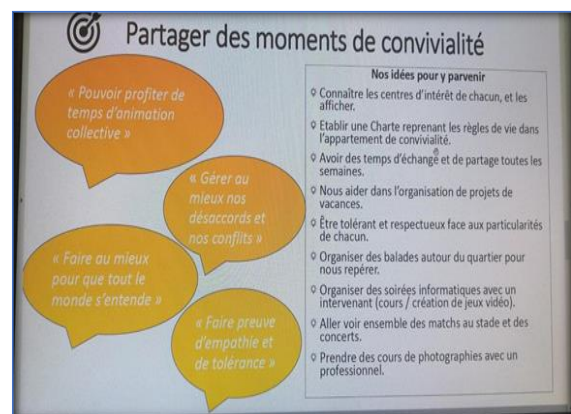 Partager des moments de convivialité
« Pouvoir profiter de
temps d'animation
collective »
« Gérer au
mieux nos
désaccords et
nos conflits »
« Faire au mieux
pour que tout le
monde s'entende »
« Faire preuve
d'empathie et
de tolérance »
Nos idées pour y parvenir
Connaître les centres d'intérêt de chacun, et les
afficher.
Etablir une Charte reprenant les règles de vie dans
l'appartement de convivialité.
Avoir des temps d'échange et de partage toutes les
semaines.
Nous aider dans l'organisation de projets de
vacances.
Être tolérant et respectueux face aux particularités
de chacun.
Organiser des balades autour du quartier pour
nous repérer.
Organiser des soirées informatiques avec un
intervenant (cours / création de jeux vidéo).
Aller voir ensemble des matchs au stade et des
concerts.
Prendre des cours de photographies avec un
professionnel.